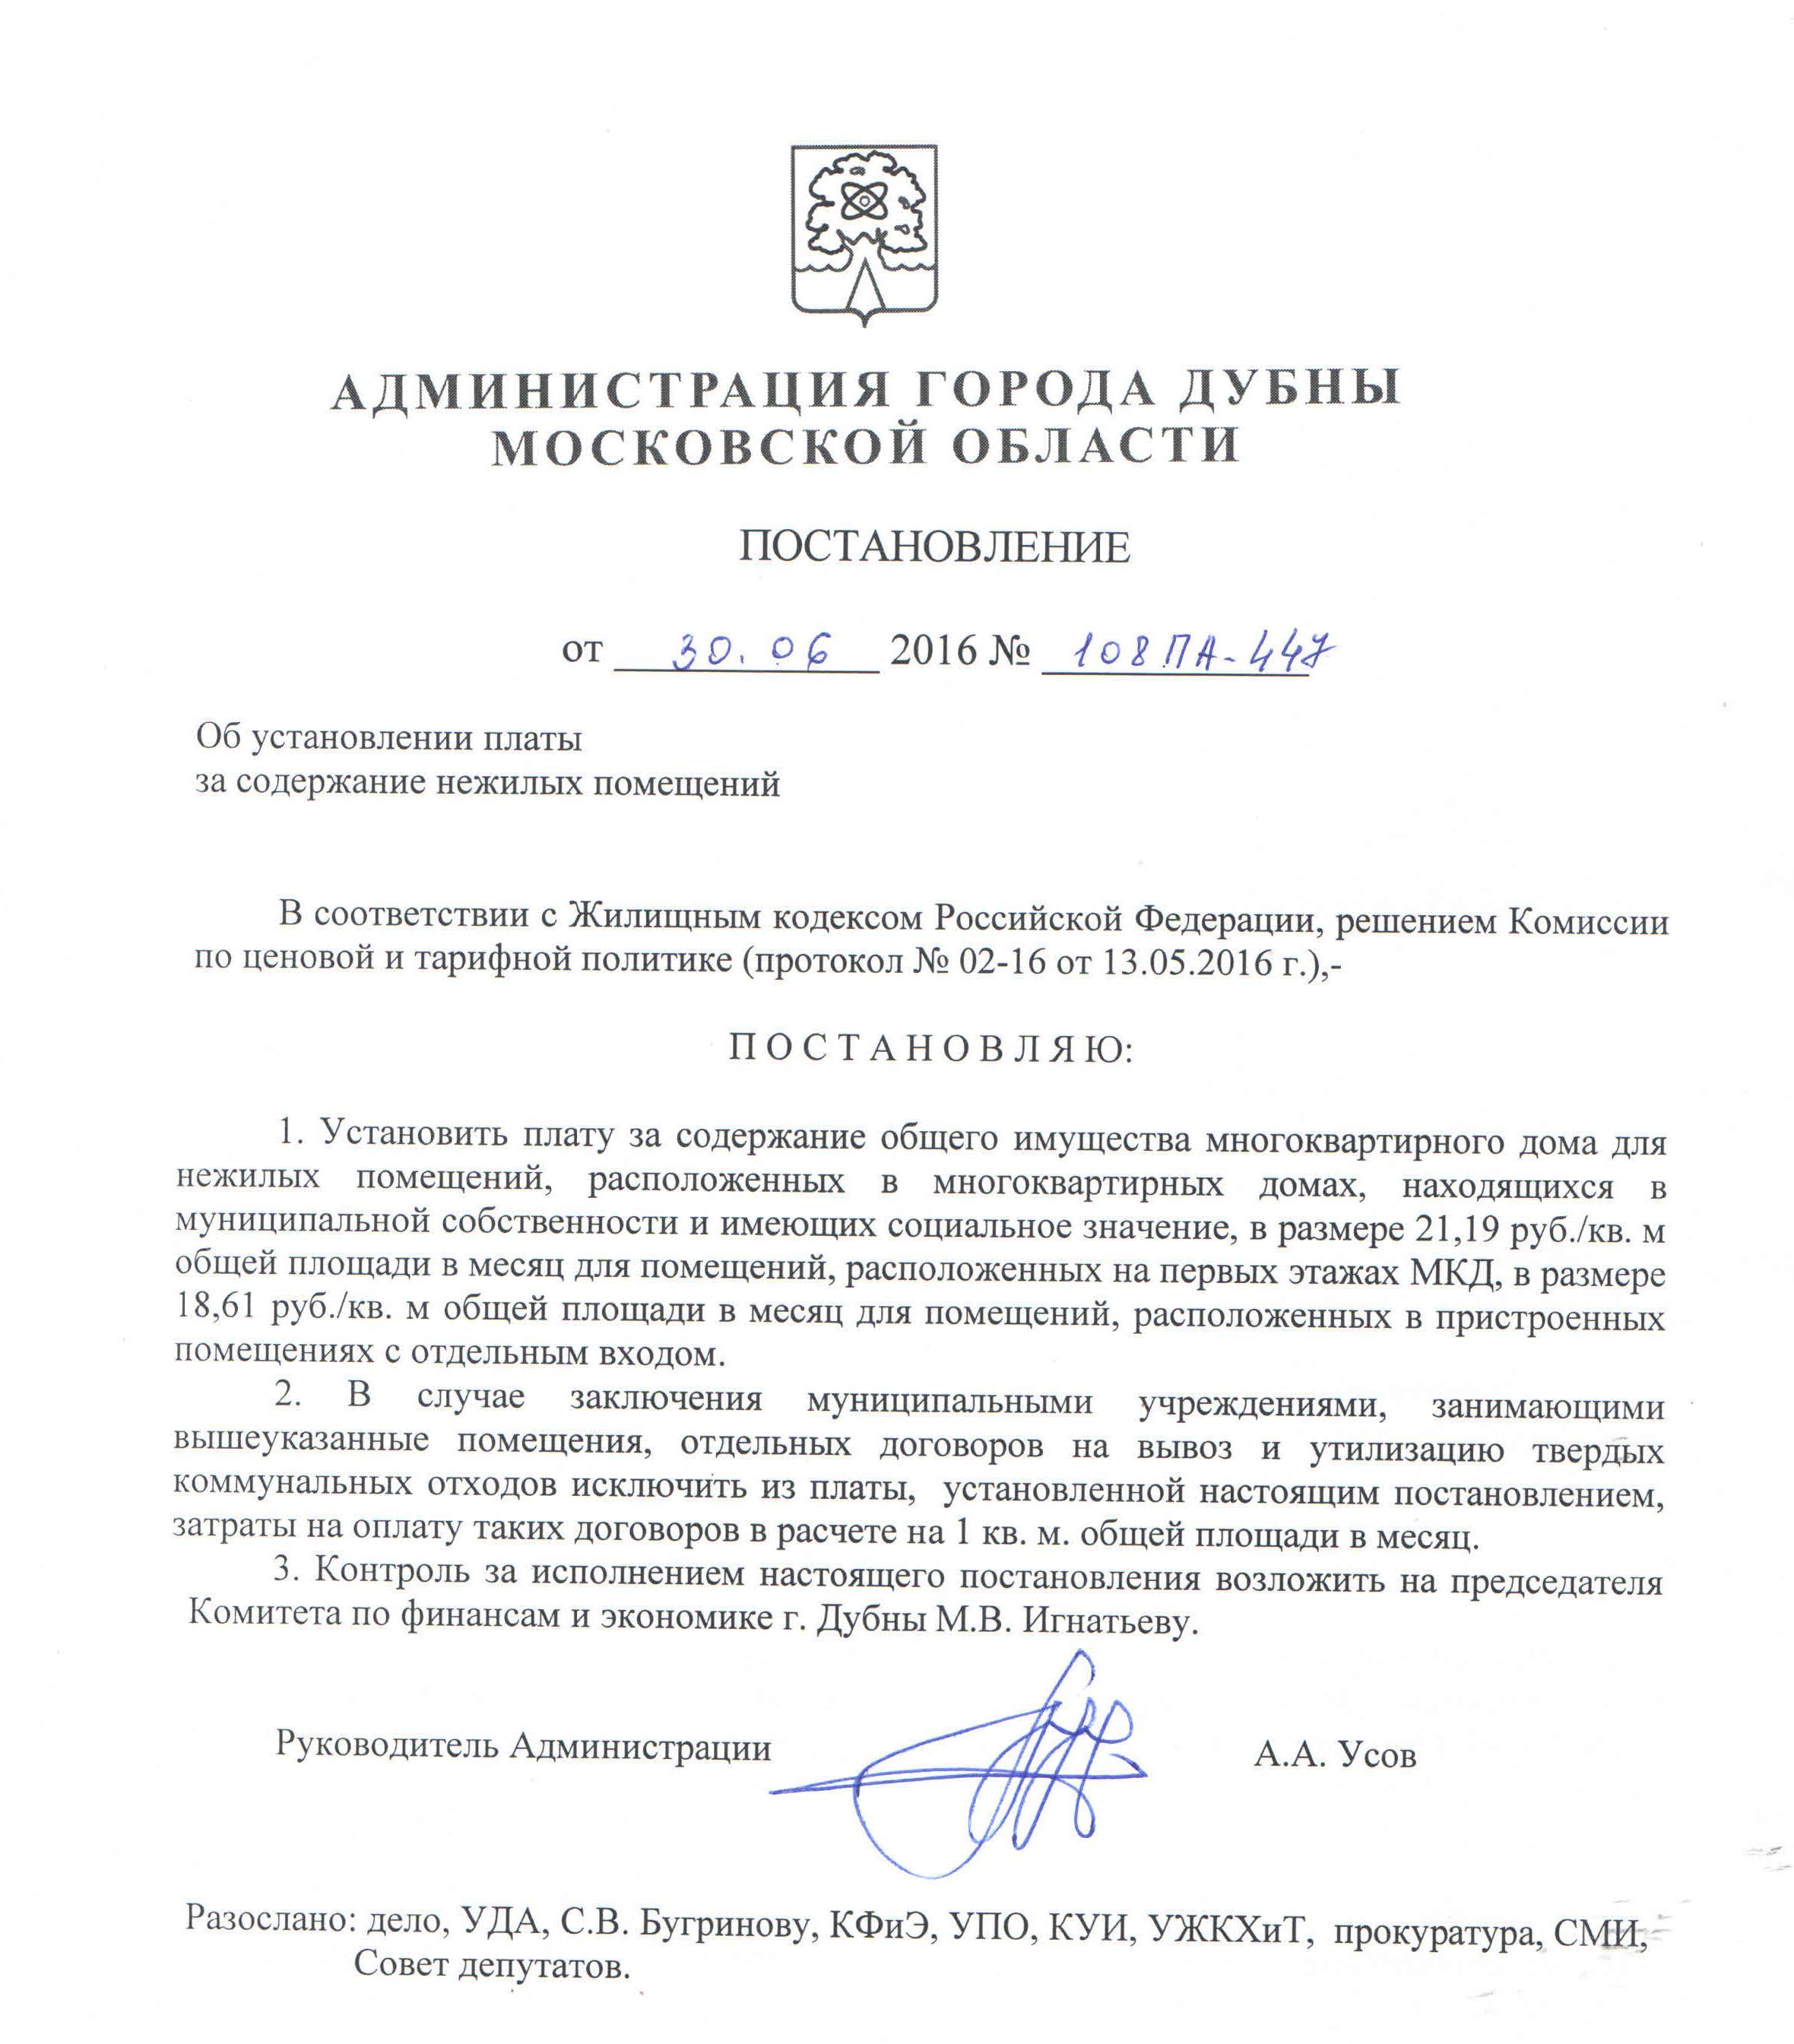 АДМИНИСТРАЦИЯ ГОРОДА ДУБНЫ
МОСКОВСКОЙ ОБЛАСТИ
ПОСТАНОВЛЕНИЕ
от 30.06 2016 № 108ПА-447
Об установлении платы
за содержание нежилых помещений
В соответствии с Жилищным кодексом Российской Федерации, решением Комиссии
по ценовой и тарифной политике (протокол № 02-16 от 13.05.2016 г.),-
П О С Т А Н О В Л Я Ю:
1. Установить плату за содержание общего имущества многоквартирного дома для
нежилых помещений, расположенных в многоквартирных домах, находящихся в
муниципальной собственности и имеющих социальное значение, в размере 21,19 руб./кв. м
общей площади в месяц для помещений, расположенных на первых этажах МКД, в размере
18,61 руб./кв. м общей площади в месяц для помещений, расположенных в пристроенных
помещениях с отдельным входом.
2. В случае заключения муниципальными учреждениями, занимающими
вышеуказанные помещения, отдельных договоров на вывоз и утилизацию твердых
коммунальных отходов исключить из платы, установленной настоящим постановлением,
затраты на оплату таких договоров в расчете на 1 кв. м. общей площади в месяц.
3. Контроль за исполнением настоящего постановления возложить на председателя
Комитета по финансам и экономике г. Дубны М.В. Игнатьеву.
Руководитель Администрации А.А. Усов
Разослано: дело, УДА, С.В. Бугринову, КФиЭ, УПО, КУИ, УЖКХиТ, прокуратура, СМИ,
Совет депутатов.